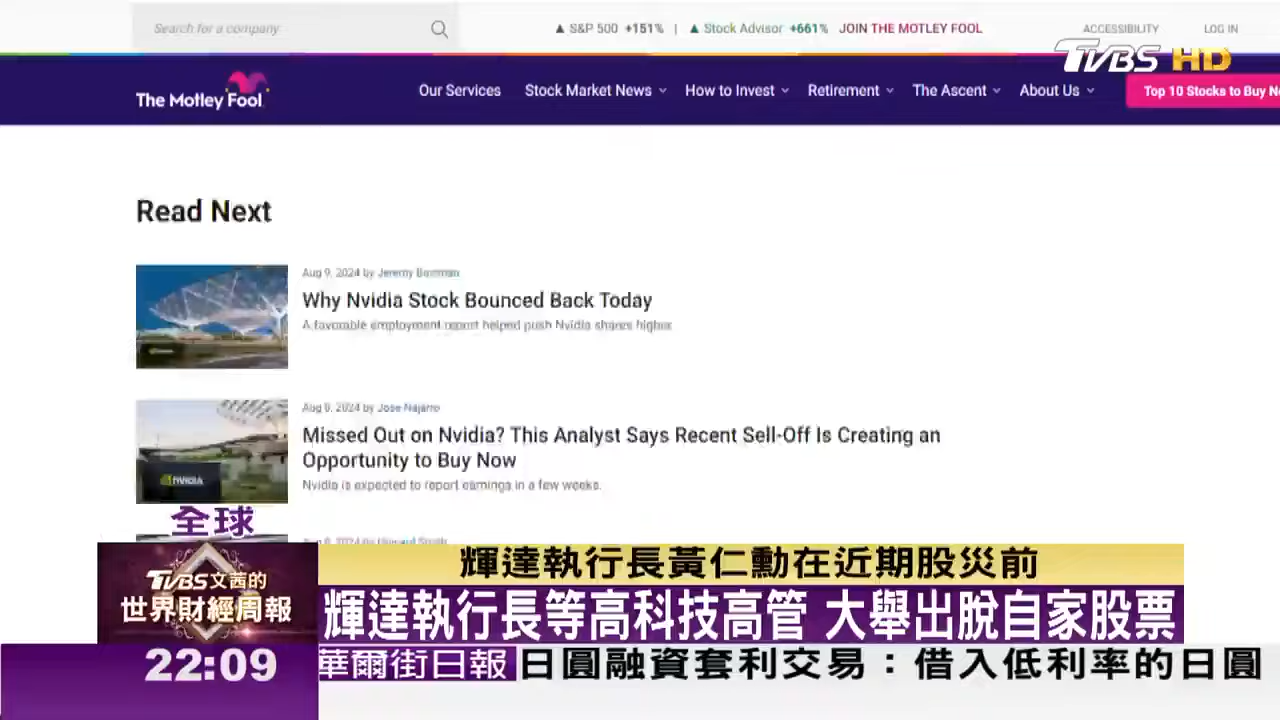 Search for a company
▲ S&P 500 +151% | ▲ Stock Advisor +661% JOIN THE MOTLEY FOOL
ACCESSIBILITY LOG IN
TVBS HD
The Motley Fool
Our Services Stock Market News How to Invest Retirement The Ascent About Us Top 10 Stocks to Buy No
Read Next
Aug 9, 2024 by Jeremy Bowman
Why Nvidia Stock Bounced Back Today
A favorable employment report helped push Nvidia shares higher.
Aug 9, 2024 by Jose Najarro
Missed Out on Nvidia? This Analyst Says Recent Sell-Off Is Creating an
Opportunity to Buy Now
NVIDIA
Nvidia is expected to report earnings in a few weeks.
全球
輝達執行長黃仁勳在近期股災前
TVBS文茜的
世界財經周報
輝達執行長等高科技高管 大舉出脫自家股票
22:09
華爾街日報 日圓融資套利交易：借入低利率的日圓